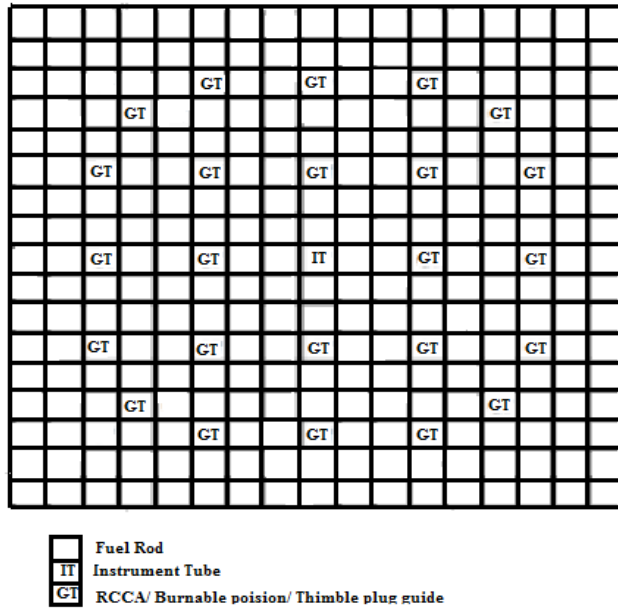 GT GT GT
GT GT
GT GT GT GT GT
GT GT IT GT GT
GT GT GT GT GT
GT GT
GT GT GT
Fuel Rod
IT Instrument Tube
GT RCCA/ Burnable poision/ Thimble plug guide